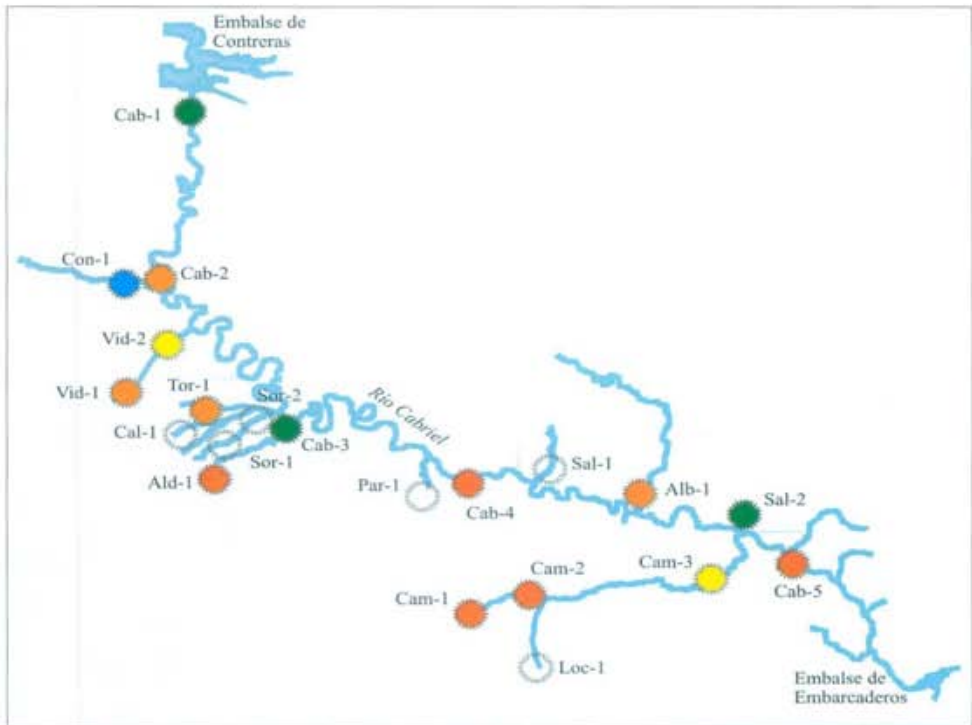 Embalse de
Contreras
Cab-1
Con-1
Cab-2
Vid-2
Vid-1
Tor-1
Sor-2
Cal-1
Cab-3
Río Cabriel
Sor-1
Ald-1
Par-1
Cab-4
Sal-1
Alb-1
Sal-2
Cam-3
Cam-2
Cab-5
Cam-1
Loc-1
Embalse de
Embarcaderos